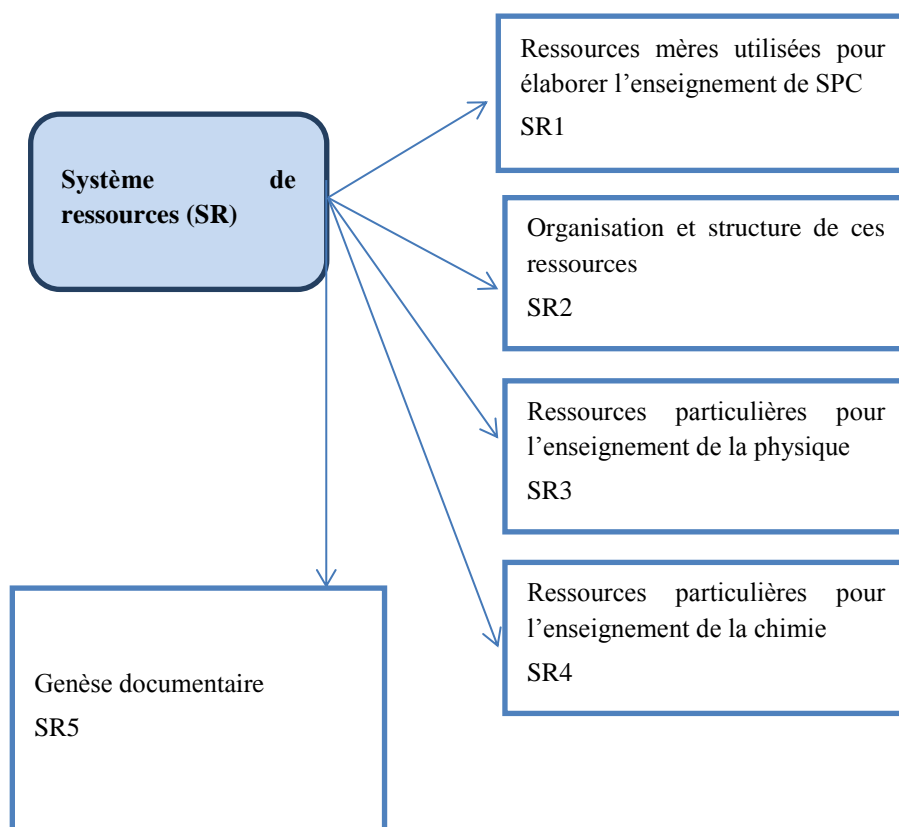 Ressources mères utilisées pour
élaborer l’enseignement de SPC
SR1
Système de
ressources (SR)
Organisation et structure de ces
ressources
SR2
Ressources particulières pour
l’enseignement de la physique
SR3
Ressources particulières pour
l’enseignement de la chimie
SR4
Genèse documentaire
SR5